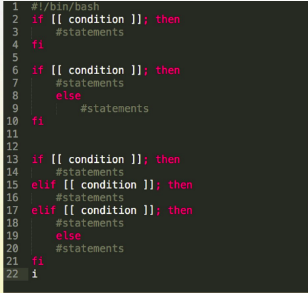 1 #!/bin/bash
2 if [[ condition ]]; then
3 #statements
4 fi
5
6 if [[ condition ]]; then
7 #statements
8 else
9 #statements
10 fi
11
12
13 if [[ condition ]]; then
14 #statements
15 elif [[ condition ]]; then
16 #statements
17 elif [[ condition ]]; then
18 #statements
19 else
20 #statements
21 fi
22 i